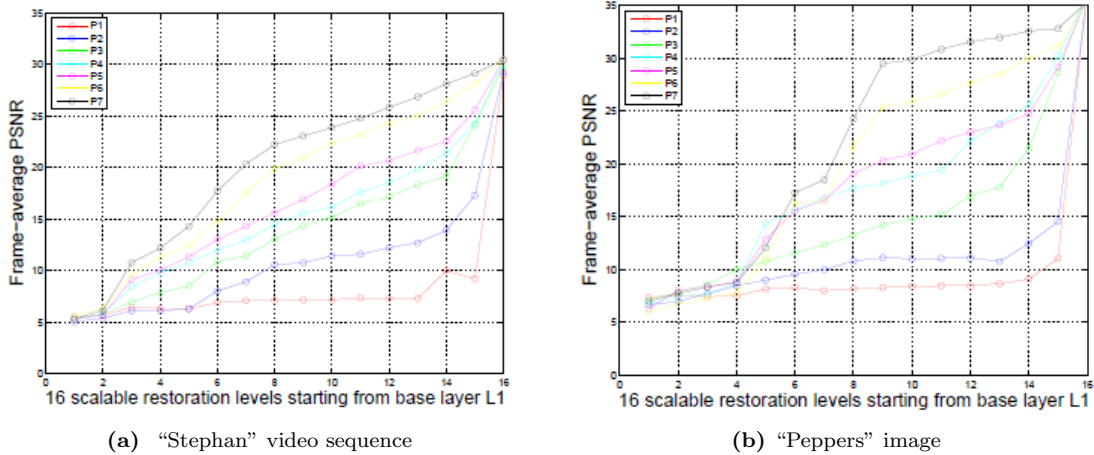 35
30
25
20
15
10
5
0
Frame-average PSNR
P1
P2
P3
P4
P5
P6
P7
0 2 4 6 8 10 12 14 16
16 scalable restoration levels starting from base layer L1
(a) “Stephan” video sequence
35
30
25
20
15
10
5
0
Frame-average PSNR
P1
P2
P3
P4
P5
P6
P7
0 2 4 6 8 10 12 14 16
16 scalable restoration levels starting from base layer L1
(b) “Peppers” image